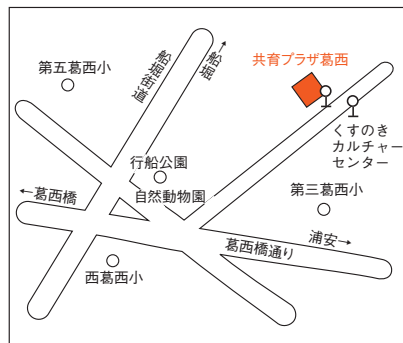 共育プラザ葛西
船堀街道
↑船堀
第五葛西小
くすのき
カルチャー
センター
行船公園
自然動物園
←葛西橋
第三葛西小
浦安→
葛西橋通り
西葛西小